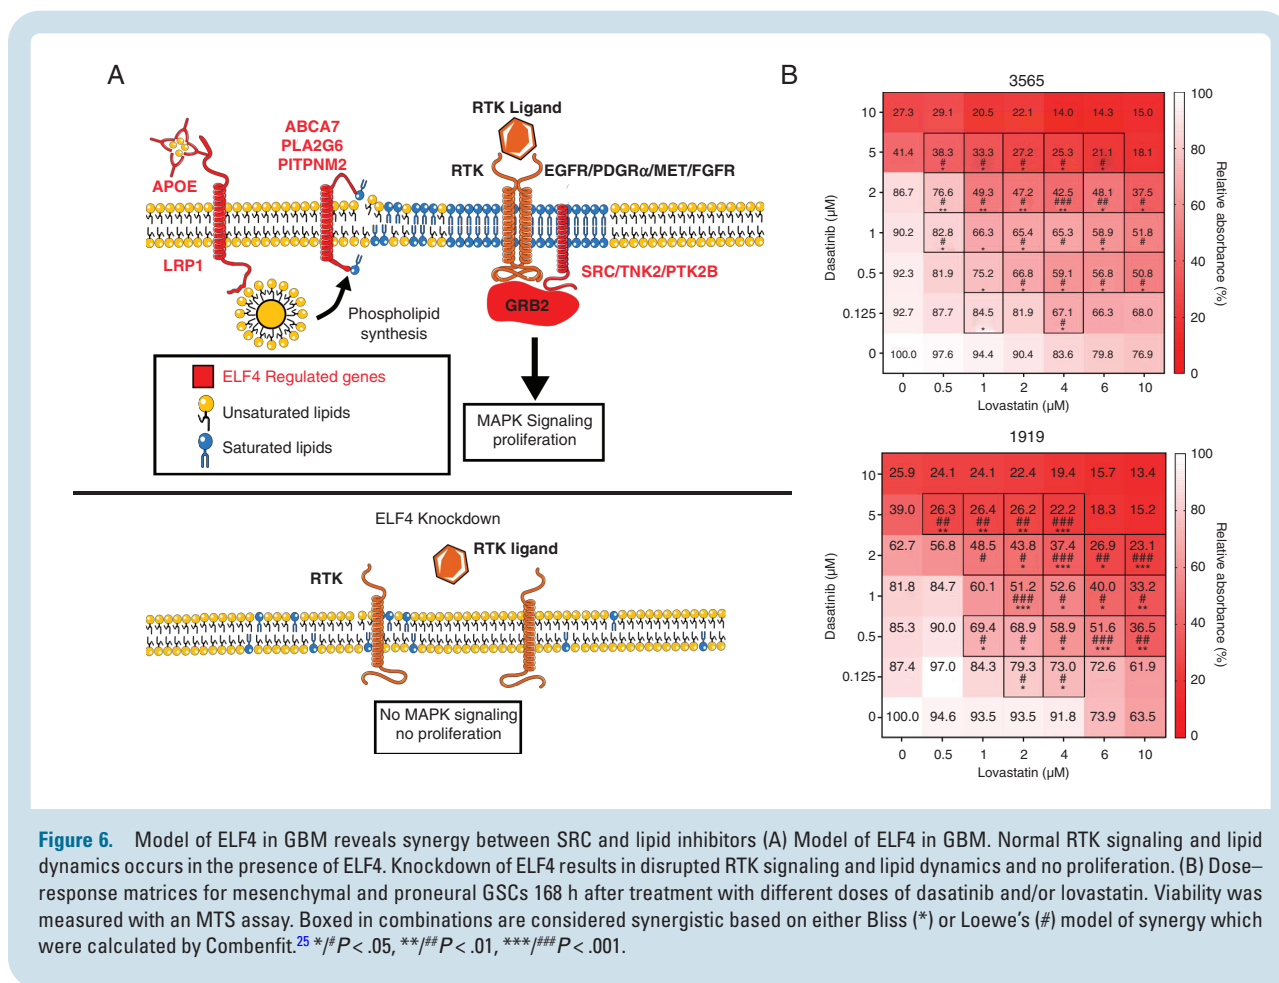 A
RTK Ligand
ABCA7
PLA2G6
PITPNM2
RTK
EGFR/PDGRα/MET/FGFR
APOE
LRP1
SRC/TNK2/PTK2B
GRB2
Phospholipid
synthesis
ELF4 Regulated genes
Unsaturated lipids
Saturated lipids
MAPK Signaling
proliferation
ELF4 Knockdown
RTK ligand
RTK
No MAPK signaling
no proliferation
B
3565
Dasatinib (µM)
10 27.3 29.1 20.5 22.1 14.0 14.3 15.0
5 41.4 38.3 33.3 27.2 25.3 21.1 18.1
# # # # #
* * * * *
2 86.7 76.6 49.3 47.2 42.5 48.1 37.5
# # # ### ## #
** ** ** ** * *
1 90.2 82.8 66.3 65.4 65.3 58.9 51.8
# # # # #
* * * *
0.5 92.3 81.9 75.2 66.8 59.1 56.8 50.8
# # # #
* * * * *
0.125 92.7 87.7 84.5 81.9 67.1 66.3 68.0
#
* *
0 100.0 97.6 94.4 90.4 83.6 79.8 76.9
0 0.5 1 2 4 6 10
Lovastatin (µM)
100
80
60
40
20
0
Relative absorbance (%)
1919
Dasatinib (µM)
10 25.9 24.1 24.1 22.4 19.4 15.7 13.4
5 39.0 26.3 26.4 26.2 22.2 18.3 15.2
## ## ## ###
** ** ** ***
2 62.7 56.8 48.5 43.8 37.4 26.9 23.1
# # ### ## ###
* *** * ***
1 81.8 84.7 60.1 51.2 52.6 40.0 33.2
### # # #
*** * * **
0.5 85.3 90.0 69.4 68.9 58.9 51.6 36.5
# # # ### ##
* * * *** **
0.125 87.4 97.0 84.3 79.3 73.0 72.6 61.9
# #
* *
0 100.0 94.6 93.5 93.5 91.8 73.9 63.5
0 0.5 1 2 4 6 10
Lovastatin (µM)
100
80
60
40
20
0
Relative absorbance (%)
Figure 6. Model of ELF4 in GBM reveals synergy between SRC and lipid inhibitors (A) Model of ELF4 in GBM. Normal RTK signaling and lipid
dynamics occurs in the presence of ELF4. Knockdown of ELF4 results in disrupted RTK signaling and lipid dynamics and no proliferation. (B) Dose–
response matrices for mesenchymal and proneural GSCs 168 h after treatment with different doses of dasatinib and/or lovastatin. Viability was
measured with an MTS assay. Boxed in combinations are considered synergistic based on either Bliss (*) or Loewe's (#) model of synergy which
were calculated by Combenfit.25 */#P < .05, **/##P < .01, ***/###P < .001.